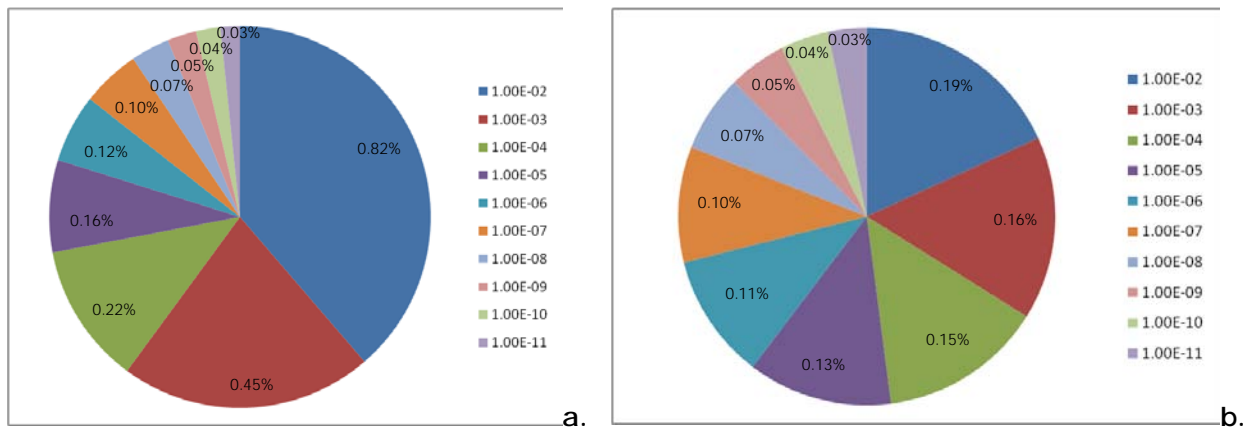 0.82%
0.45%
0.22%
0.16%
0.12%
0.10%
0.07%
0.05%
0.04%
0.03%
1.00E-02
1.00E-03
1.00E-04
1.00E-05
1.00E-06
1.00E-07
1.00E-08
1.00E-09
1.00E-10
1.00E-11
a.
0.19%
0.16%
0.15%
0.13%
0.11%
0.10%
0.07%
0.05%
0.04%
0.03%
1.00E-02
1.00E-03
1.00E-04
1.00E-05
1.00E-06
1.00E-07
1.00E-08
1.00E-09
1.00E-10
1.00E-11
b.